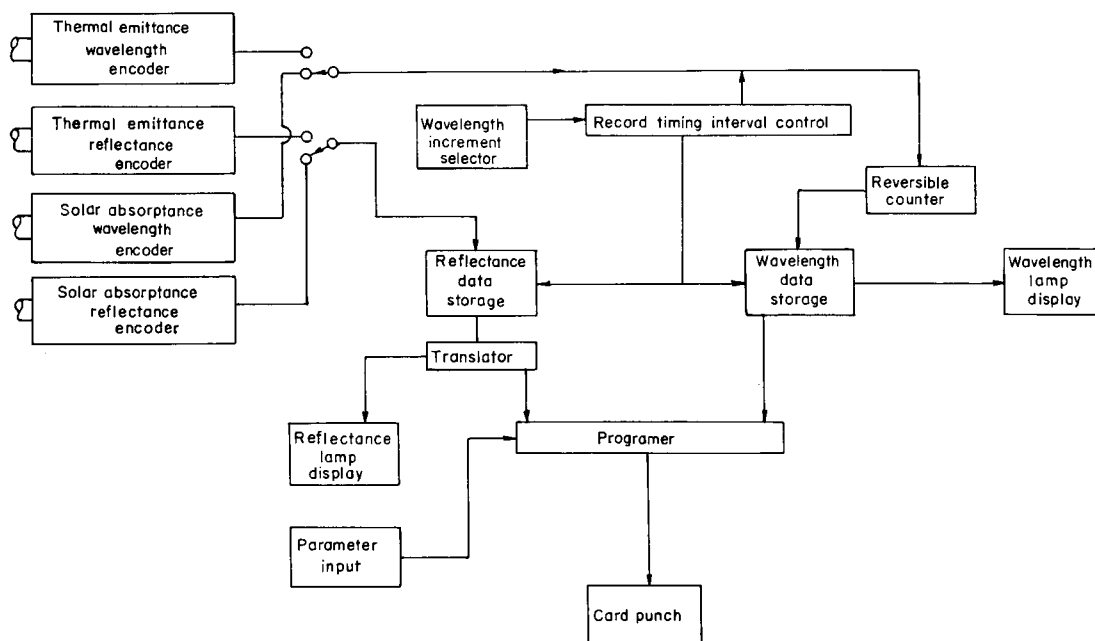 Thermal emittance
wavelength
encoder
Thermal emittance
reflectance
encoder
Solar absorptance
wavelength
encoder
Solar absorptance
reflectance
encoder
Wavelength
increment
selector
Record timing interval control
Reversible
counter
Reflectance
data
storage
Wavelength
data
storage
Wavelength
lamp
display
Translator
Reflectance
lamp
display
Programer
Parameter
input
Card punch